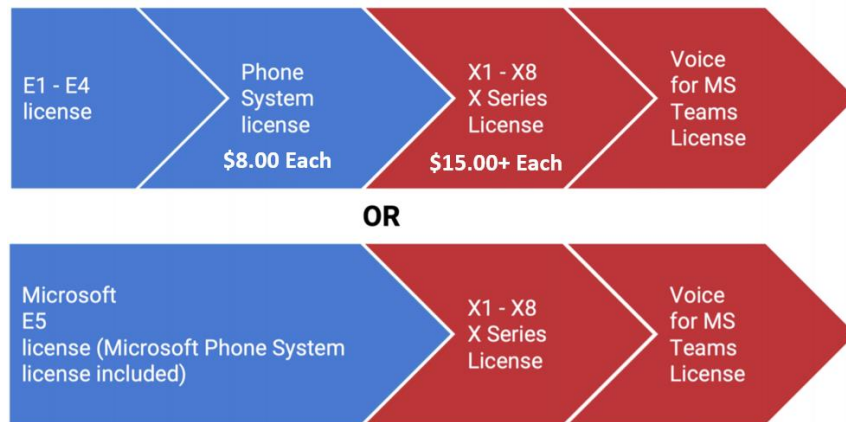 E1 - E4
license
Phone
System
license
$8.00 Each
X1 - X8
X Series
License
$15.00+ Each
Voice
for MS
Teams
License
OR
Microsoft
E5
license (Microsoft Phone System
license included)
X1 - X8
X Series
License
Voice
for MS
Teams
License